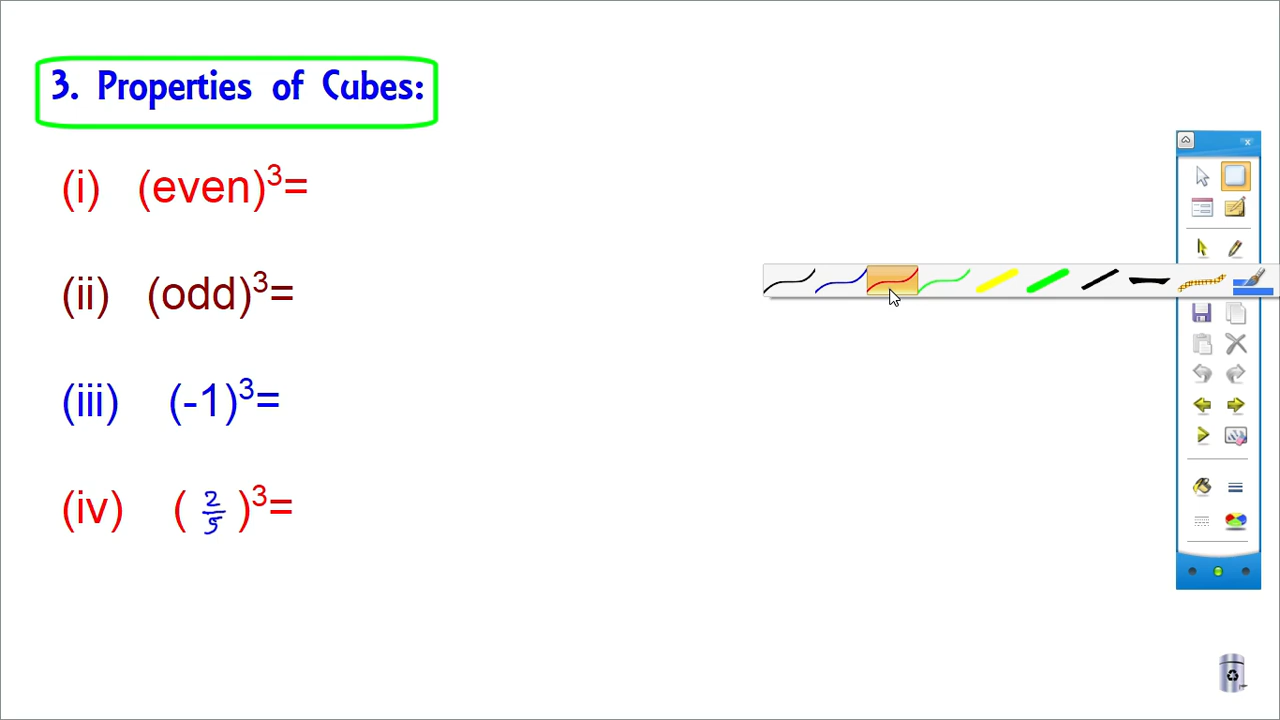 3. Properties of Cubes:
(i) (even)³=
(ii) (odd)³=
(iii) (-1)³=
(iv) (2/5)³=